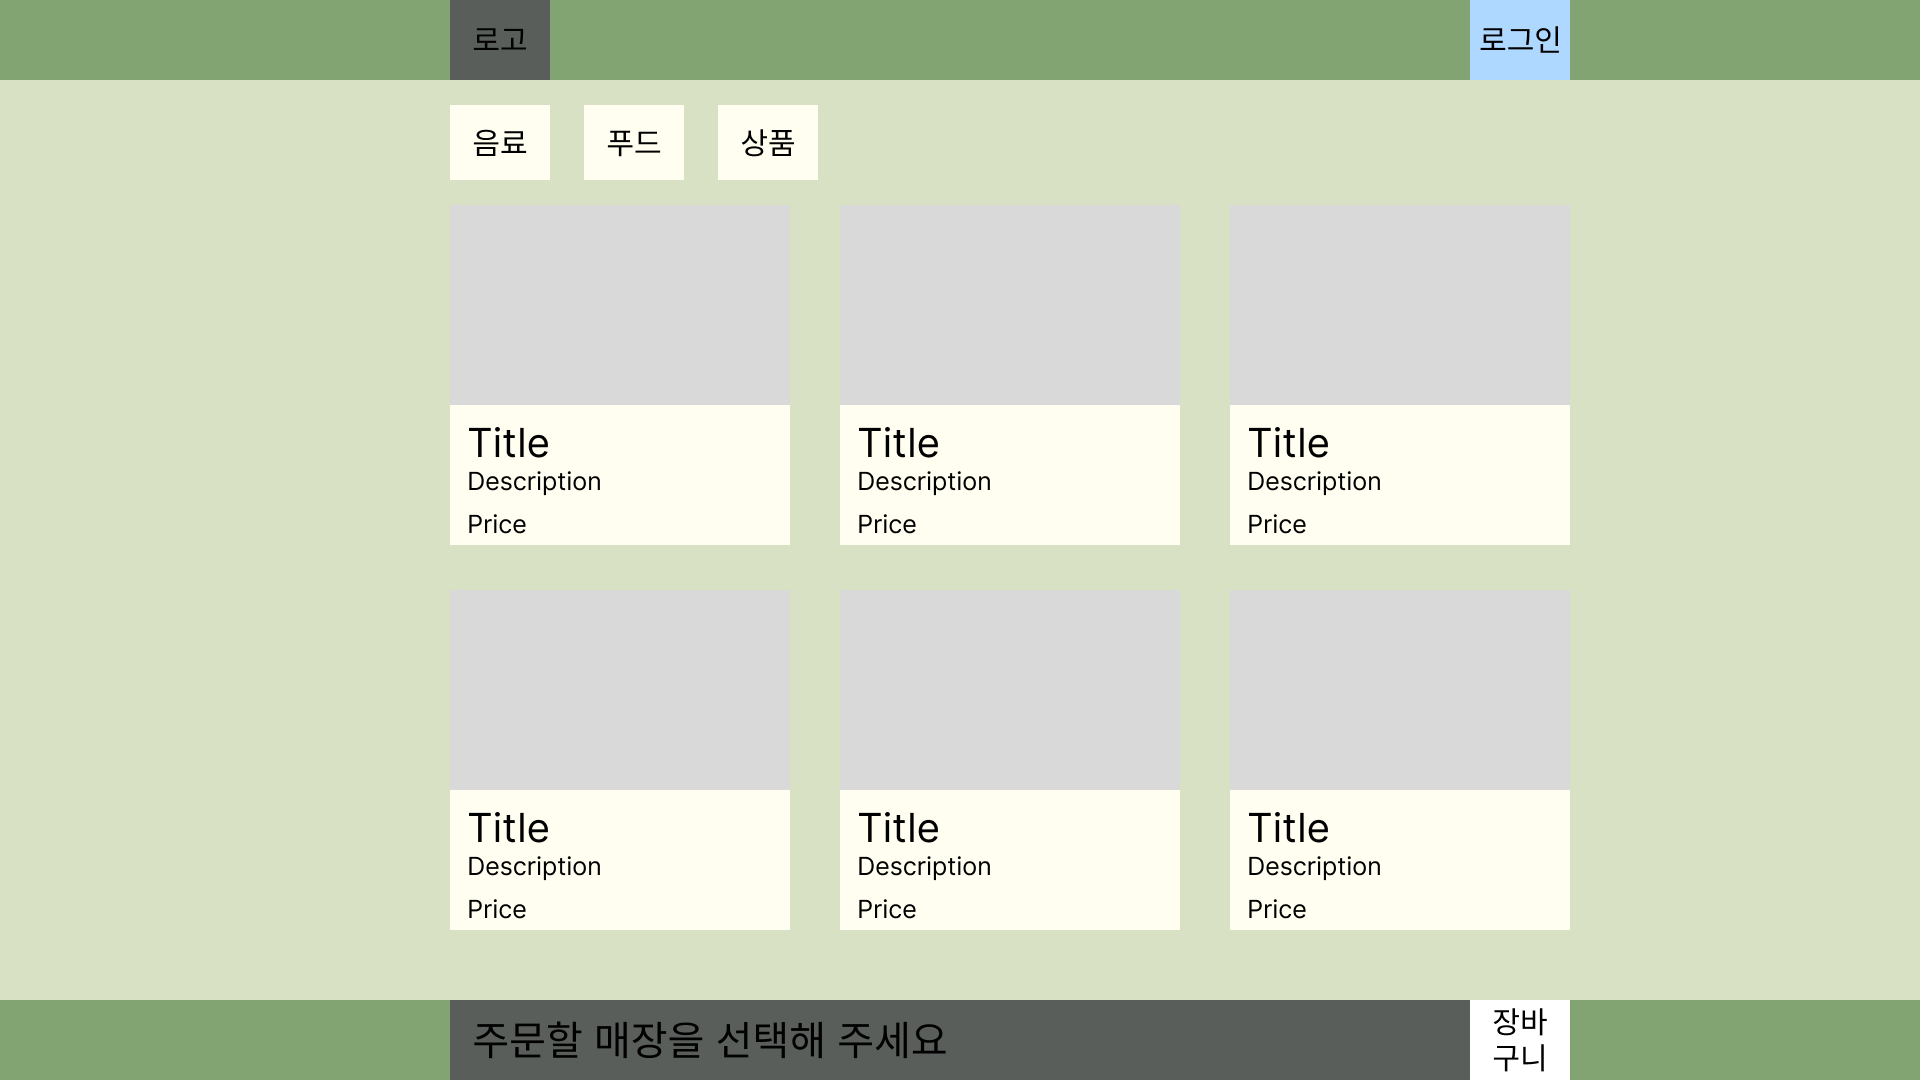 로고
로그인
음료
푸드
상품
Title
Description
Price
Title
Description
Price
Title
Description
Price
Title
Description
Price
Title
Description
Price
Title
Description
Price
주문할 매장을 선택해 주세요
장바
구니